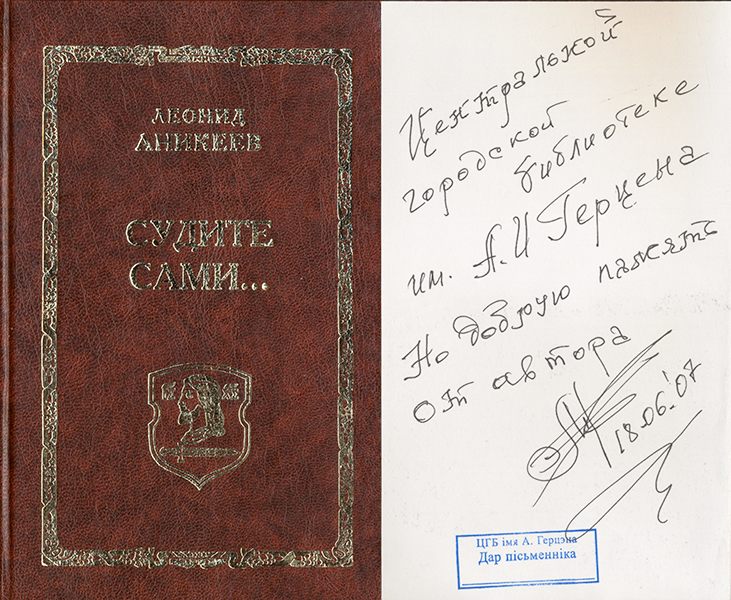 ЛЕОНИД
АНИКЕЕВ
СУДИТЕ
САМИ...
Центральной
городской
библиотеке
им. А.И Герцена
На добрую память
от автора
18.06.'07
ЦГБ імя А. Герцэна
Дар пісьменніка